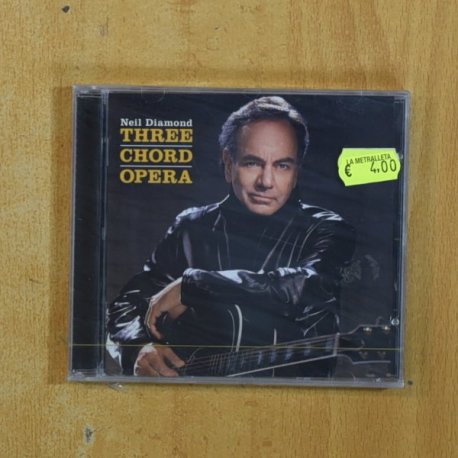 Neil Diamond
THREE
CHORD
OPERA
LA METRALLETA
€ 4.00